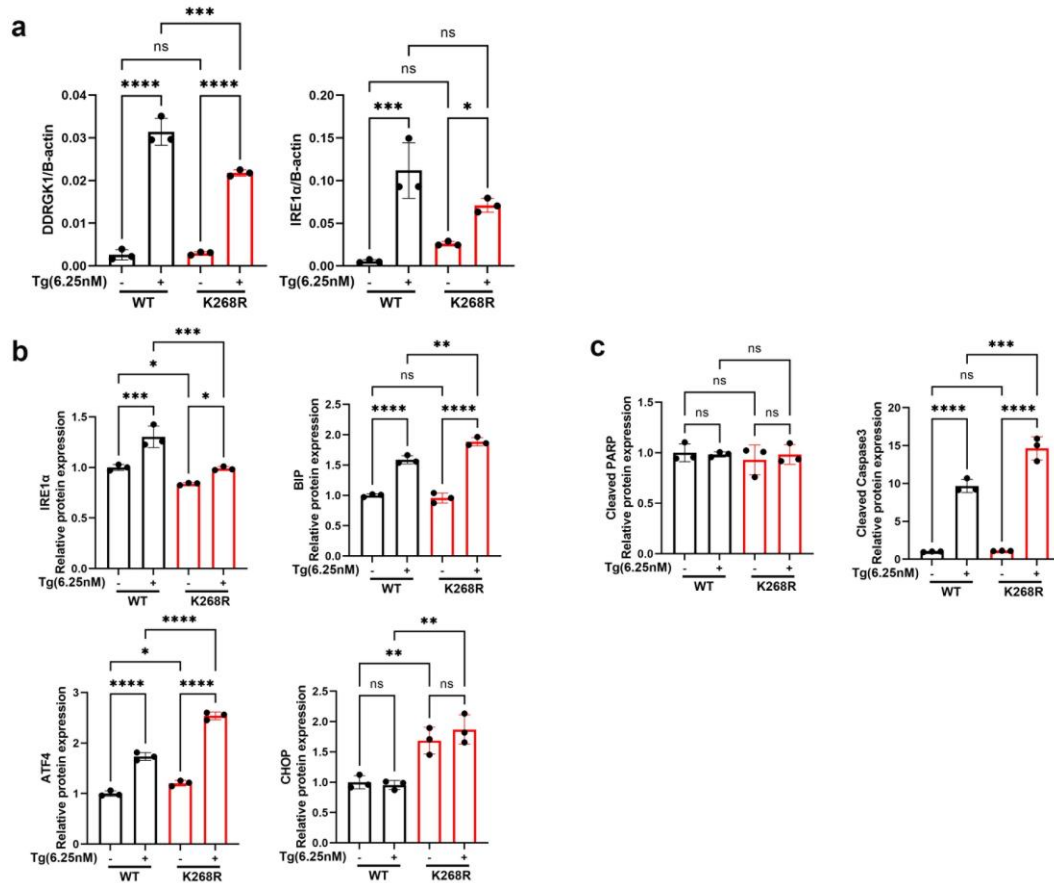 a
***
ns
****
****
0.04
0.03
0.02
0.01
0.00
DDRGK1/B-actin
Tg(6.25nM)
-
+
-
+
WT
K268R
ns
ns
***
*
0.20
0.15
0.10
0.05
0.00
IRE1α/B-actin
Tg(6.25nM)
-
+
-
+
WT
K268R
b
***
*
***
*
1.5
1.0
0.5
0.0
IRE1α
Relative protein expression
Tg(6.25nM)
-
+
-
+
WT
K268R
**
ns
****
****
2.0
1.5
1.0
0.5
0.0
BIP
Relative protein expression
Tg(6.25nM)
-
+
-
+
WT
K268R
****
*
****
****
3
2
1
0
ATF4
Relative protein expression
Tg(6.25nM)
-
+
-
+
WT
K268R
**
**
ns
ns
2.5
2.0
1.5
1.0
0.5
0.0
CHOP
Relative protein expression
Tg(6.25nM)
-
+
-
+
WT
K268R
c
ns
ns
ns
ns
1.5
1.0
0.5
0.0
Cleaved PARP
Relative protein expression
Tg(6.25nM)
-
+
-
+
WT
K268R
***
ns
****
****
20
15
10
5
0
Cleaved Caspase3
Relative protein expression
Tg(6.25nM)
-
+
-
+
WT
K268R